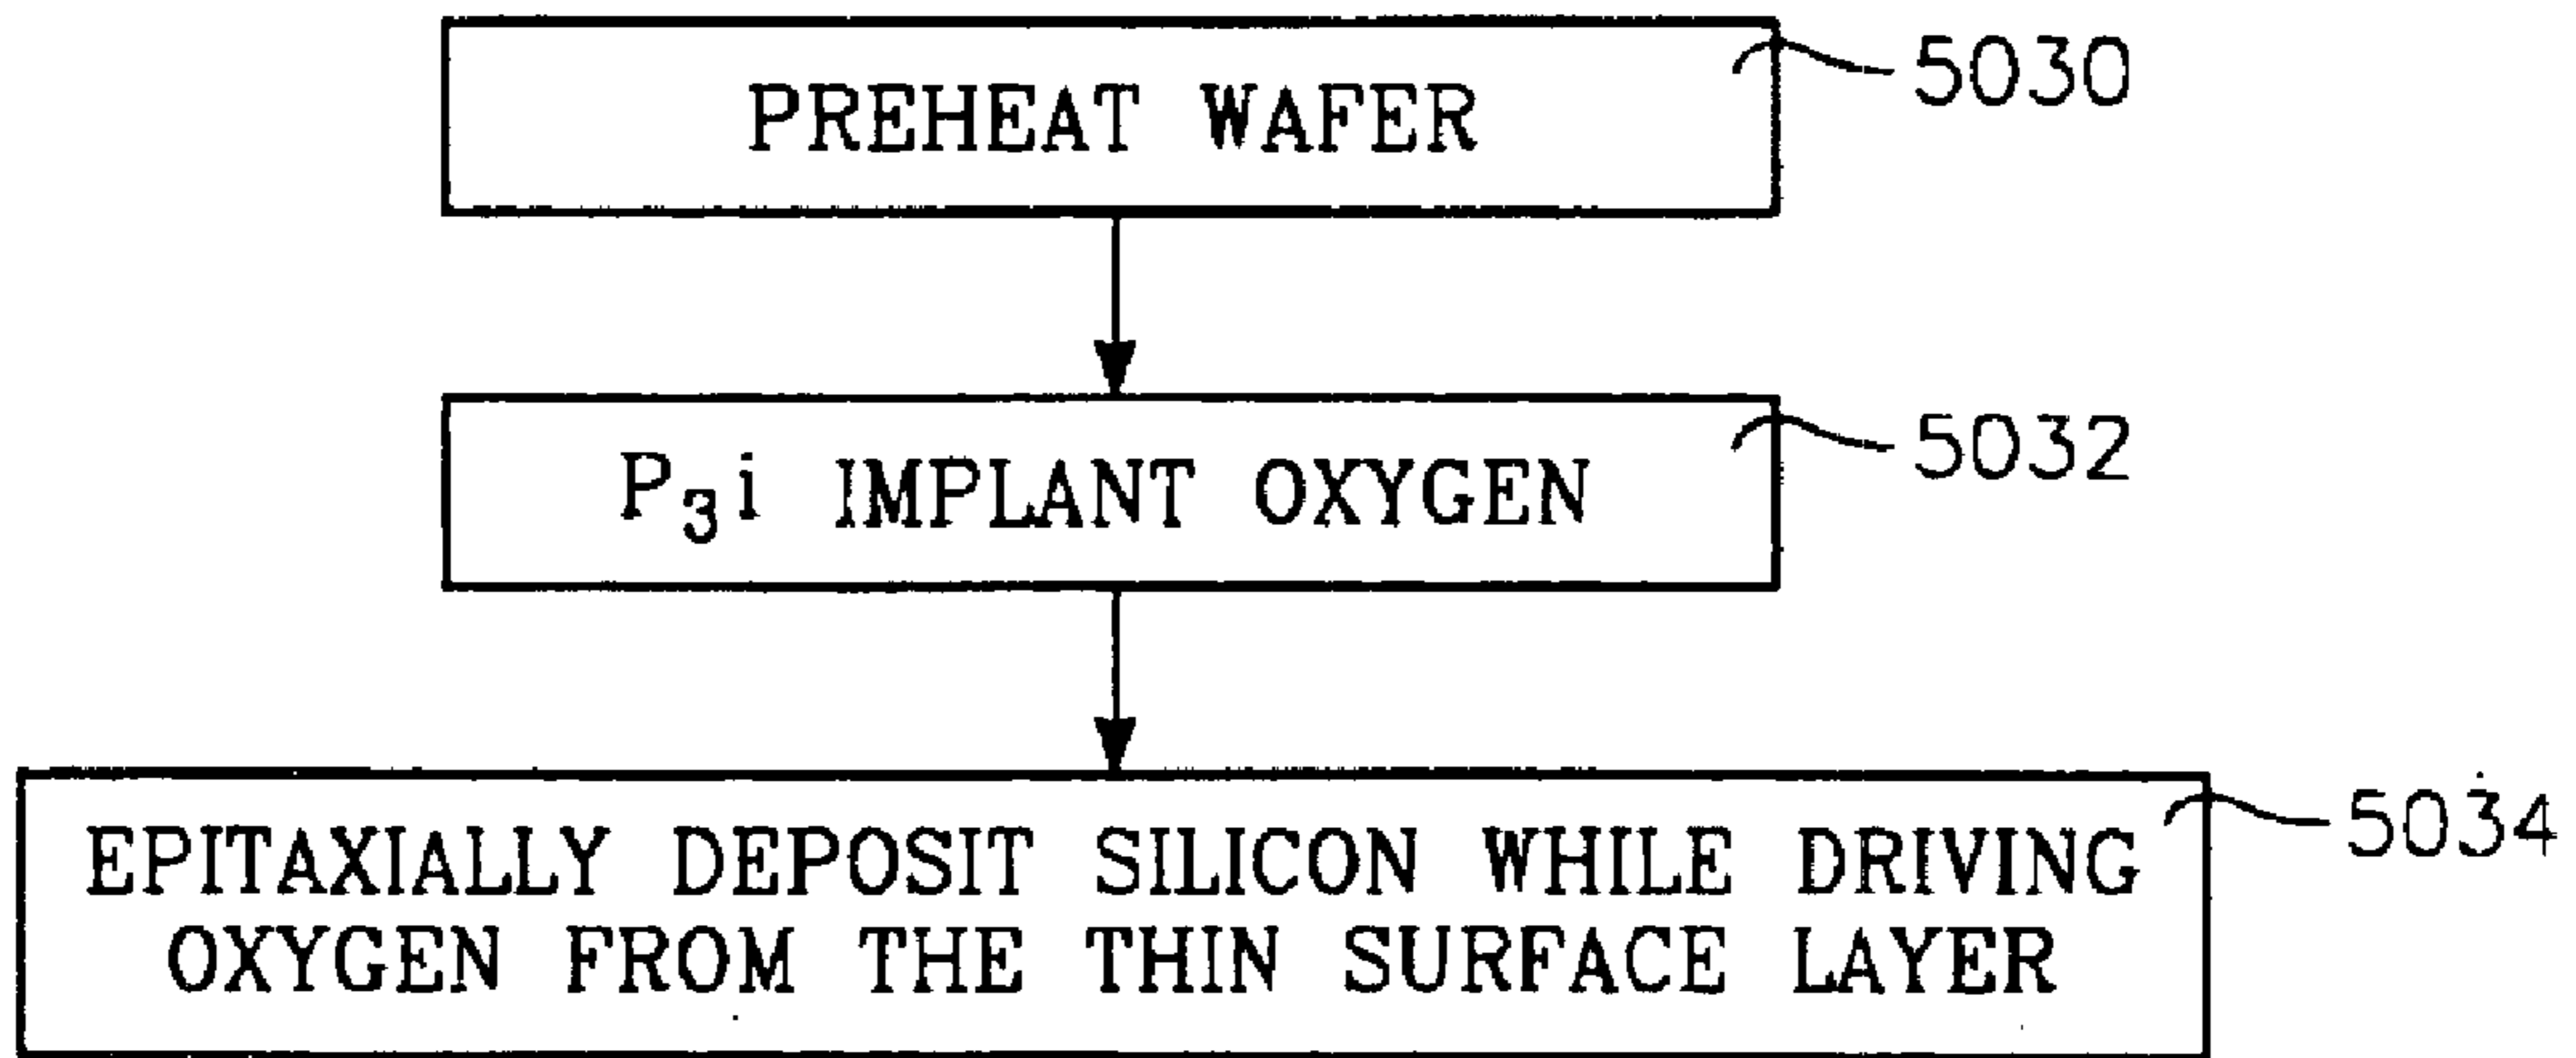 PREHEAT WAFER
5030
P₃i IMPLANT OXYGEN
5032
EPITAXIALLY DEPOSIT SILICON WHILE DRIVING
OXYGEN FROM THE THIN SURFACE LAYER
5034